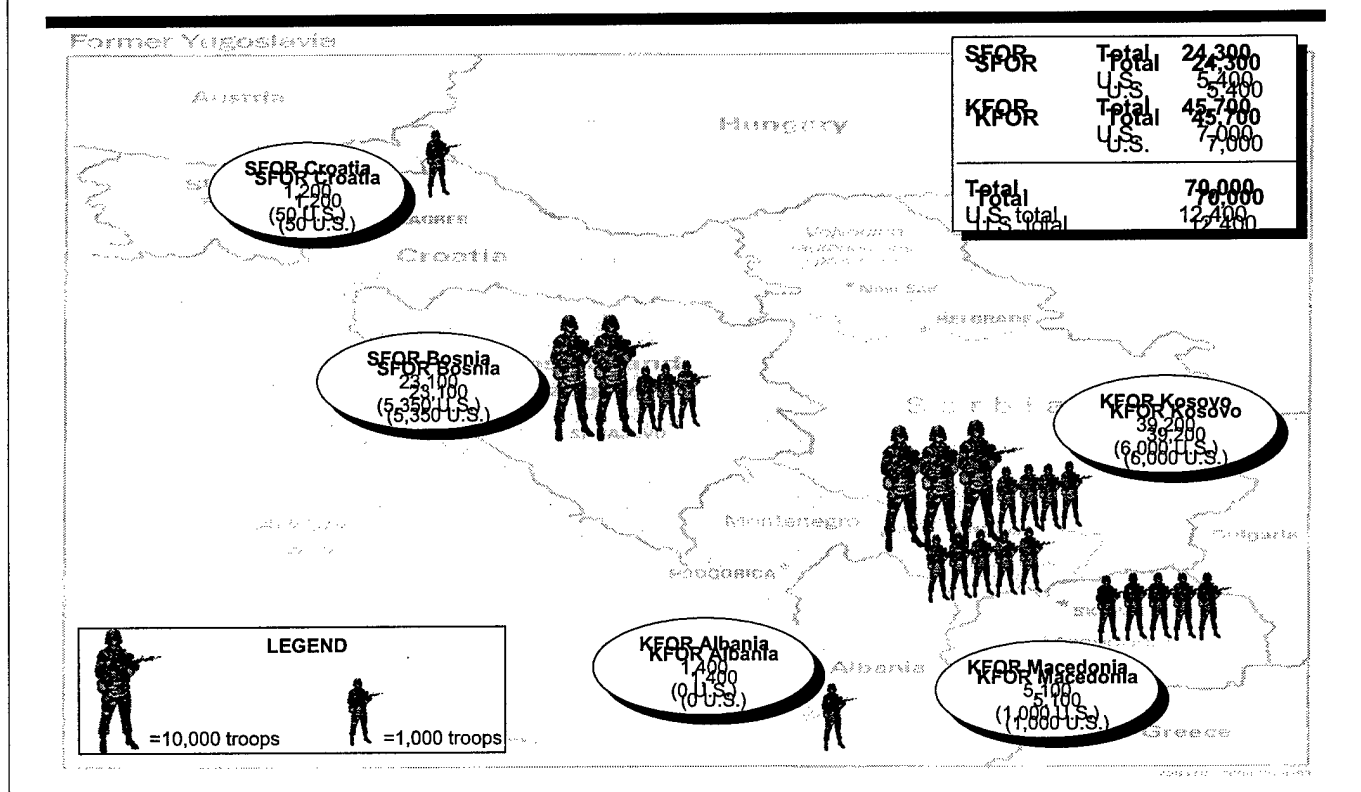 Former Yugoslavia
SFOR Total 24,300
U.S. 5,400
KFOR Total 45,700
U.S. 7,000
Total 70,000
U.S. total 12,400
Austria
Hungary
SFOR Croatia
1,200
(50 U.S.)
Croatia
Vojvodina
BELGRADE
SFOR Bosnia
23,100
(5,350 U.S.)
Serbia
KFOR Kosovo
39,200
(6,000 U.S.)
SARAJEVO
Montenegro
Bulgaria
PODGORICA
KFOR Albania
1,400
(0 U.S.)
Albania
KFOR Macedonia
5,100
(1,000 U.S.)
Greece
LEGEND
=10,000 troops
=1,000 troops